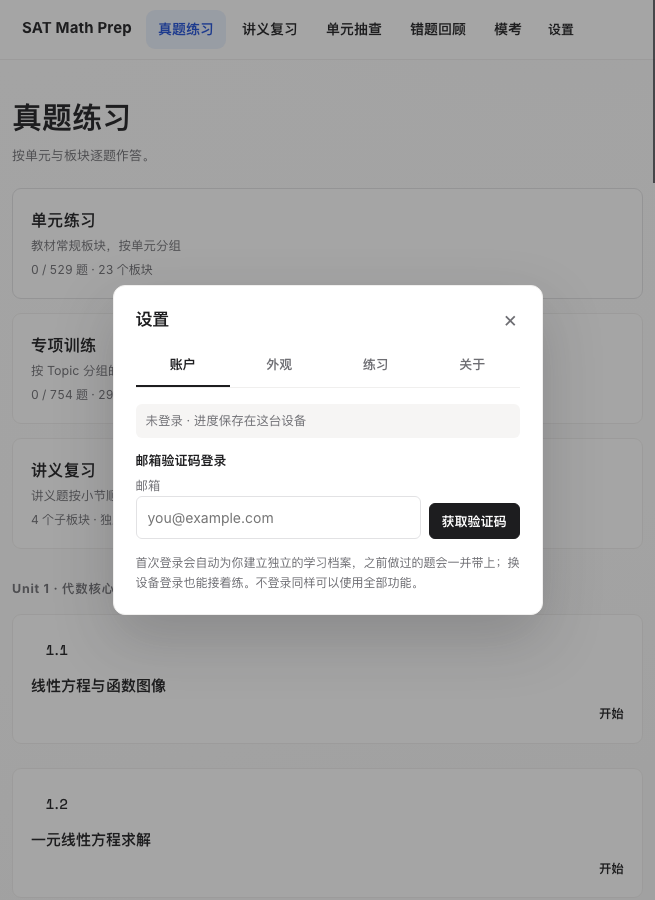 SAT Math Prep 真题练习 讲义复习 单元抽查 错题回顾 模考 设置
真题练习
按单元与板块逐题作答。
单元练习
教材常规板块，按单元分组
0 / 529 题 · 23 个板块
专项训练
按 Topic 分组
0 / 754 题 · 29
讲义复习
讲义题按小节
4 个子板块 · 独
Unit 1 · 代数核心
1.1
线性方程与函数图像
开始
1.2
一元线性方程求解
开始
设置
×
账户 外观 练习 关于
未登录 · 进度保存在这台设备
邮箱验证码登录
邮箱
you@example.com 获取验证码
首次登录会自动为你建立独立的学习档案，之前做过的题会一并带上；换
设备登录也能接着练。不登录同样可以使用全部功能。